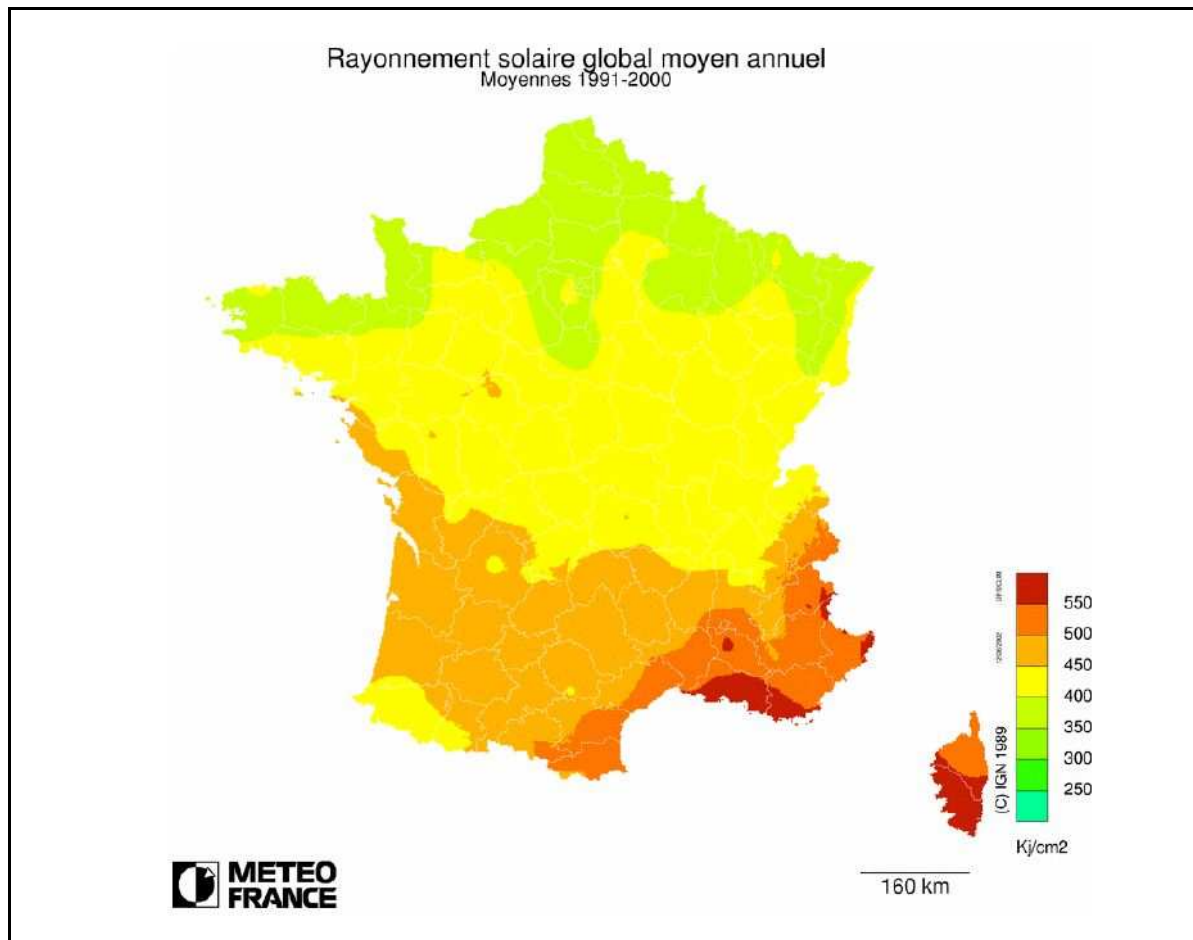 Rayonnement solaire global moyen annuel
Moyennes 1991-2000
550
500
450
400
350
300
250
(C) IGN 1989
Kj/cm2
160 km
METEO
FRANCE